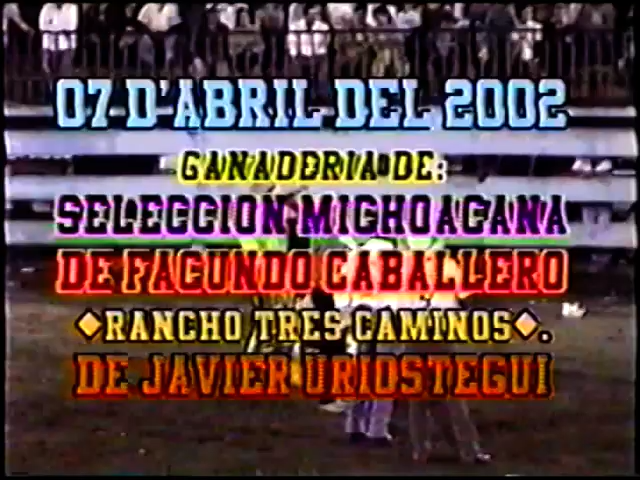 07 D'ABRIL DEL 2002
GANADERIA DE:
SELECCION MICHOACANA
DE FACUNDO CABALLERO
◆RANCHO TRES CAMINOS◆.
DE JAVIER URIOSTEGUI